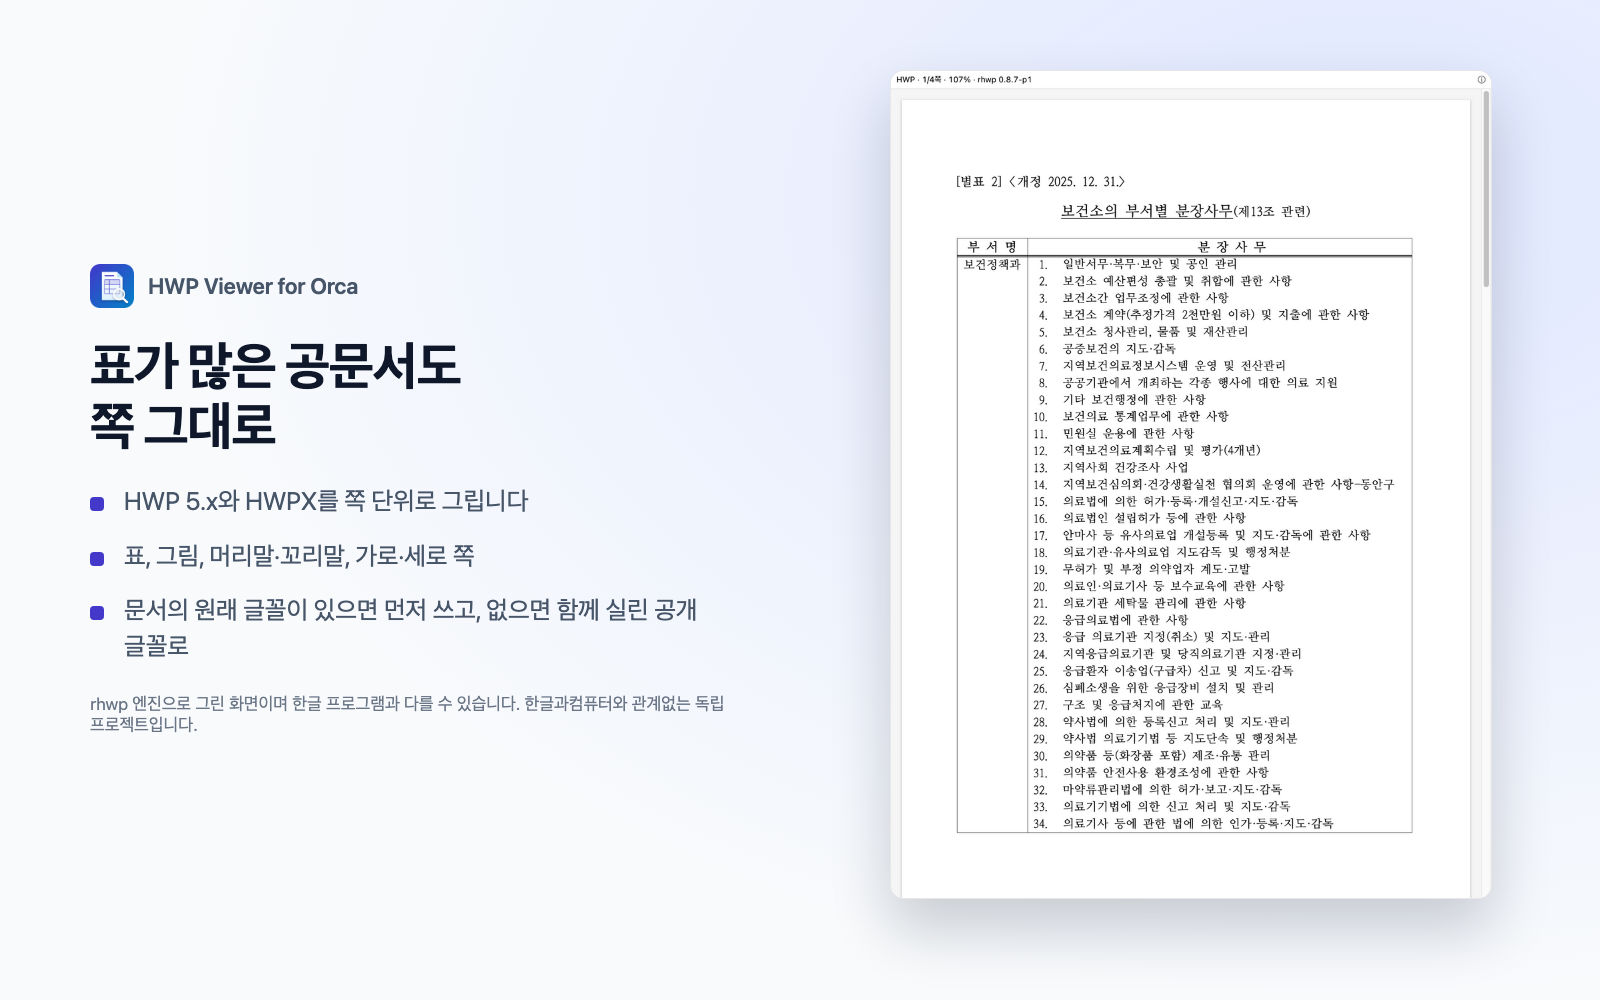 HWP Viewer for Orca
표가 많은 공문서도
쪽 그대로
HWP 5.x와 HWPX를 쪽 단위로 그립니다
표, 그림, 머리말·꼬리말, 가로·세로 쪽
문서의 원래 글꼴이 있으면 먼저 쓰고, 없으면 함께 실린 공개
글꼴로
rhwp 엔진으로 그린 화면이며 한글 프로그램과 다를 수 있습니다. 한글과컴퓨터와 관계없는 독립
프로젝트입니다.
HWP · 1/4쪽 · 107% · rhwp 0.8.7-p1
[별표 2] <개정 2025. 12. 31.>
보건소의 부서별 분장사무(제13조 관련)
부 서 명 분 장 사 무
보건정책과 1. 일반서무·복무·보안 및 공인 관리
2. 보건소 예산편성 총괄 및 취합에 관한 사항
3. 보건소간 업무조정에 관한 사항
4. 보건소 계약(추정가격 2천만원 이하) 및 지출에 관한 사항
5. 보건소 청사관리, 물품 및 재산관리
6. 공중보건의 지도·감독
7. 지역보건의료정보시스템 운영 및 전산관리
8. 공공기관에서 개최하는 각종 행사에 대한 의료 지원
9. 기타 보건행정에 관한 사항
10. 보건의료 통계업무에 관한 사항
11. 민원실 운용에 관한 사항
12. 지역보건의료계획수립 및 평가(4개년)
13. 지역사회 건강조사 사업
14. 지역보건심의회·건강생활실천 협의회 운영에 관한 사항-동안구
15. 의료법에 의한 허가·등록·개설신고·지도·감독
16. 의료법인 설립허가 등에 관한 사항
17. 안마사 등 유사의료업 개설등록 및 지도·감독에 관한 사항
18. 의료기관·유사의료업 지도감독 및 행정처분
19. 무허가 및 부정 의약업자 계도·고발
20. 의료인·의료기사 등 보수교육에 관한 사항
21. 의료기관 세탁물 관리에 관한 사항
22. 응급의료법에 관한 사항
23. 응급 의료기관 지정(취소) 및 지도·관리
24. 지역응급의료기관 및 당직의료기관 지정·관리
25. 응급환자 이송업(구급차) 신고 및 지도·감독
26. 심폐소생을 위한 응급장비 설치 및 관리
27. 구조 및 응급처지에 관한 교육
28. 약사법에 의한 등록신고 처리 및 지도·관리
29. 약사법 의료기기법 등 지도단속 및 행정처분
30. 의약품 등(화장품 포함) 제조·유통 관리
31. 의약품 안전사용 환경조성에 관한 사항
32. 마약류관리법에 의한 허가·보고·지도·감독
33. 의료기기법에 의한 신고 처리 및 지도·감독
34. 의료기사 등에 관한 법에 의한 인가·등록·지도·감독